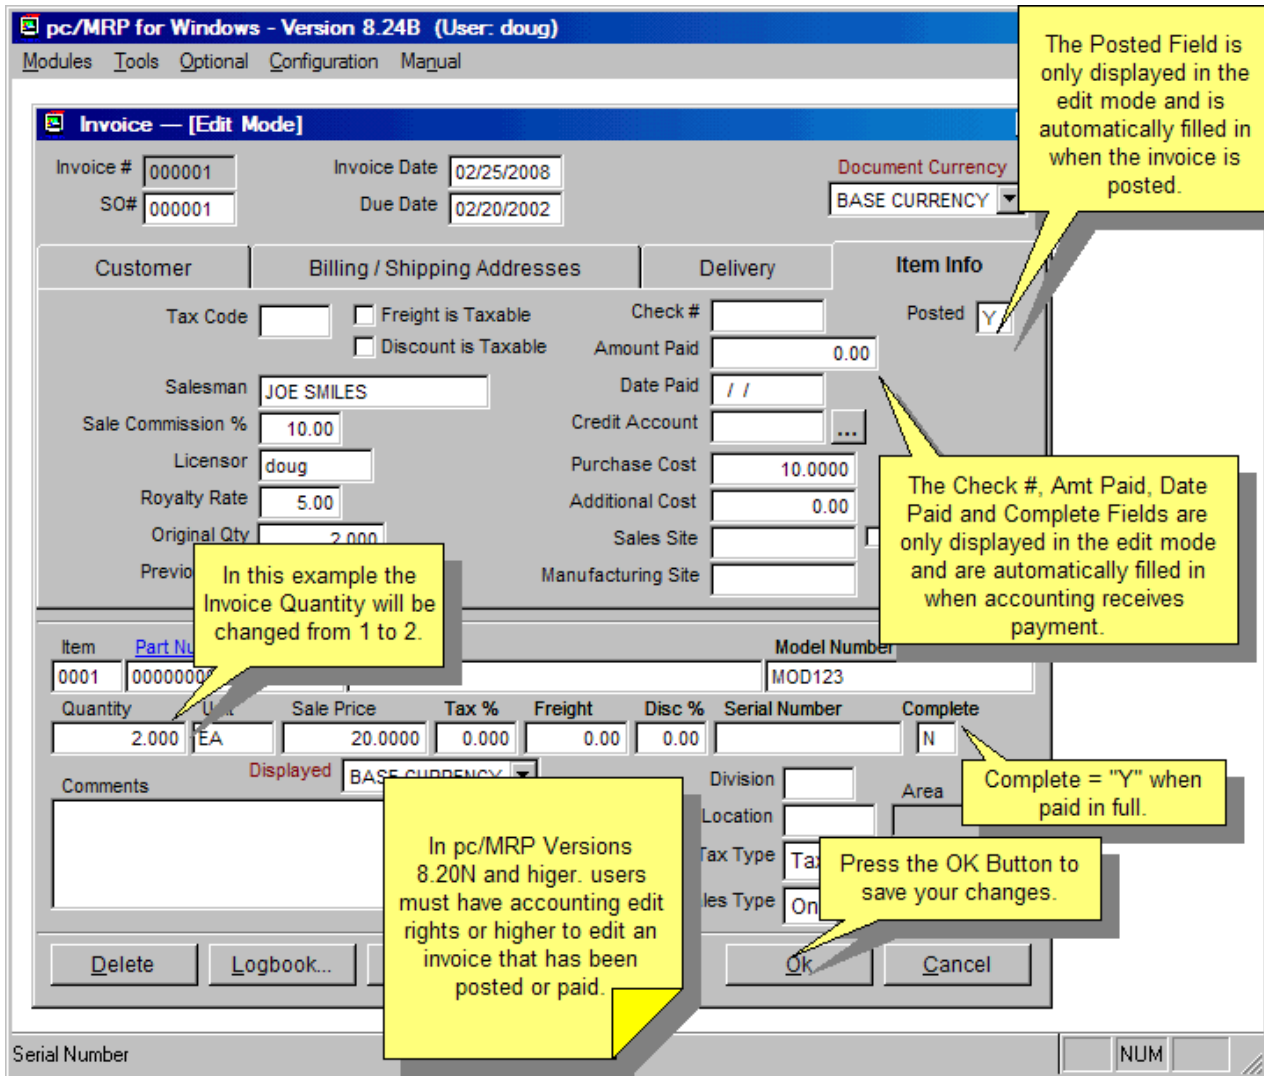 pc/MRP for Windows - Version 8.24B (User: doug)
Modules Tools Optional Configuration Manual
The Posted Field is
only displayed in the
edit mode and is
automatically filled in
when the invoice is
posted.
Invoice — [Edit Mode]
Invoice # 000001 Invoice Date 02/25/2008 Document Currency
SO# 000001 Due Date 02/20/2002 BASE CURRENCY
Customer Billing / Shipping Addresses Delivery Item Info
Tax Code Freight is Taxable Check # Posted Y
Discount is Taxable Amount Paid 0.00
Salesman JOE SMILES Date Paid / /
Sale Commission % 10.00 Credit Account ...
Licensor doug Purchase Cost 10.0000
Royalty Rate 5.00 Additional Cost 0.00
Original Qty 2.000 Sales Site
Manufacturing Site
The Check #, Amt Paid, Date
Paid and Complete Fields are
only displayed in the edit mode
and are automatically filled in
when accounting receives
payment.
In this example the
Invoice Quantity will be
changed from 1 to 2.
Item Part Model Number
0001 MOD123
Quantity Sale Price Tax % Freight Disc % Serial Number Complete
2.000 EA 20.0000 0.000 0.00 0.00 N
Displayed BASE CURRENCY
Comments Division Area
Location
Tax Type
Type
Complete = "Y" when
paid in full.
In pc/MRP Versions
8.20N and higer. users
must have accounting edit
rights or higher to edit an
invoice that has been
posted or paid.
Press the OK Button to
save your changes.
Delete Logbook... Ok Cancel
Serial Number NUM